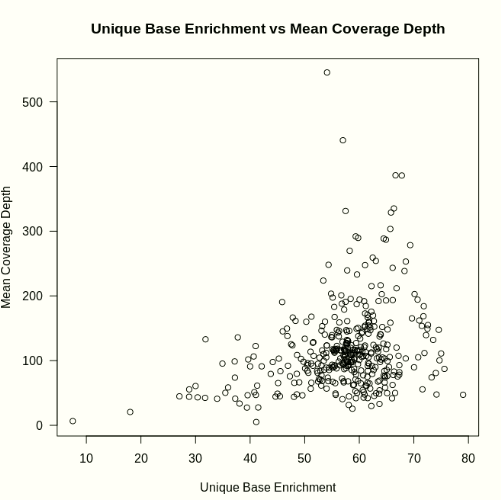 Unique Base Enrichment vs Mean Coverage Depth
Mean Coverage Depth
500
400
300
200
100
0
10 20 30 40 50 60 70 80
Unique Base Enrichment